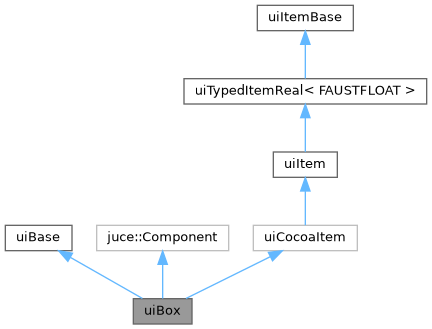 uiItemBase
uiTypedItemReal< FAUSTFLOAT >
uiItem
uiBase
juce::Component
uiCocoaItem
uiBox